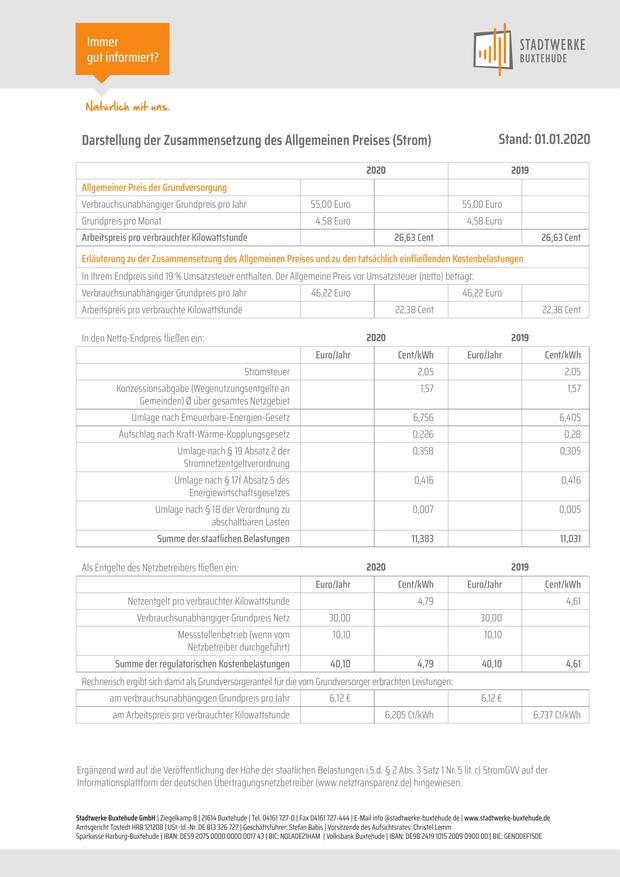 Immer
gut informiert?
STADTWERKE
BUXTEHUDE
Natürlich mit uns.
Darstellung der Zusammensetzung des Allgemeinen Preises (Strom) Stand: 01.01.2020
2020 2019
Allgemeiner Preis der Grundversorgung
Verbrauchsunabhängiger Grundpreis pro Jahr 55,00 Euro 55,00 Euro
Grundpreis pro Monat 4,58 Euro 4,58 Euro
Arbeitspreis pro verbrauchter Kilowattstunde 26,63 Cent 26,63 Cent
Erläuterung zu der Zusammensetzung des Allgemeinen Preises und zu den tatsächlich einfließenden Kostenbelastungen
In Ihrem Endpreis sind 19 % Umsatzsteuer enthalten. Der Allgemeine Preis vor Umsatzsteuer (netto) beträgt:
Verbrauchsunabhängiger Grundpreis pro Jahr 46,22 Euro 46,22 Euro
Arbeitspreis pro verbrauchte Kilowattstunde 22,38 Cent 22,38 Cent
In den Netto-Endpreis fließen ein: 2020 2019
Euro/Jahr Cent/kWh Euro/Jahr Cent/kWh
Stromsteuer 2,05 2,05
Konzessionsabgabe (Wegenutzungsentgelte an 1,57 1,57
Gemeinden) Ø über gesamtes Netzgebiet
Umlage nach Erneuerbare-Energien-Gesetz 6,756 6,405
Aufschlag nach Kraft-Wärme-Kopplungsgesetz 0,226 0,28
Umlage nach § 19 Absatz 2 der 0,358 0,305
Stromnetzentgeltverordnung
Umlage nach § 17f Absatz 5 des 0,416 0,416
Energiewirtschaftsgesetzes
Umlage nach § 18 der Verordnung zu 0,007 0,005
abschaltbaren Lasten
Summe der staatlichen Belastungen 11,383 11,031
Als Entgelte des Netzbetreibers fließen ein: 2020 2019
Euro/Jahr Cent/kWh Euro/Jahr Cent/kWh
Netzentgelt pro verbrauchter Kilowattstunde 4,79 4,61
Verbrauchsunabhängiger Grundpreis Netz 30,00 30,00
Messstellenbetrieb (wenn vom 10,10 10,10
Netzbetreiber durchgeführt)
Summe der regulatorischen Kostenbelastungen 40,10 4,79 40,10 4,61
Rechnerisch ergibt sich damit als Grundversorgeranteil für die vom Grundversorger erbrachten Leistungen:
am verbrauchsunabhängigen Grundpreis pro Jahr 6,12 € 6,12 €
am Arbeitspreis pro verbrauchter Kilowattstunde 6,205 Ct/kWh 6,737 Ct/kWh
Ergänzend wird auf die Veröffentlichung der Höhe der staatlichen Belastungen i.S.d. § 2 Abs. 3 Satz 1 Nr. 5 lit. c) StromGVV auf der
Informationsplattform der deutschen Übertragungsnetzbetreiber (www.netztransparenz.de) hingewiesen.
Stadtwerke Buxtehude GmbH | Ziegelkamp 8 | 21614 Buxtehude | Tel. 04161 727-0 | Fax 04161 727-444 | E-Mail info @stadtwerke-buxtehude.de | www.stadtwerke-buxtehude.de
Amtsgericht Tostedt HRB 121208 | USt.-Id.-Nr. DE 813 326 727 | Geschäftsführer: Stefan Babis | Vorsitzende des Aufsichtsrates: Christel Lemm
Sparkasse Harburg-Buxtehude | IBAN: DE59 2075 0000 0000 0017 43 | BIC: NOLADE21HAM | Volksbank Buxtehude | IBAN: DE98 2419 1015 2009 0900 00 | BIC: GENODEF1SDE